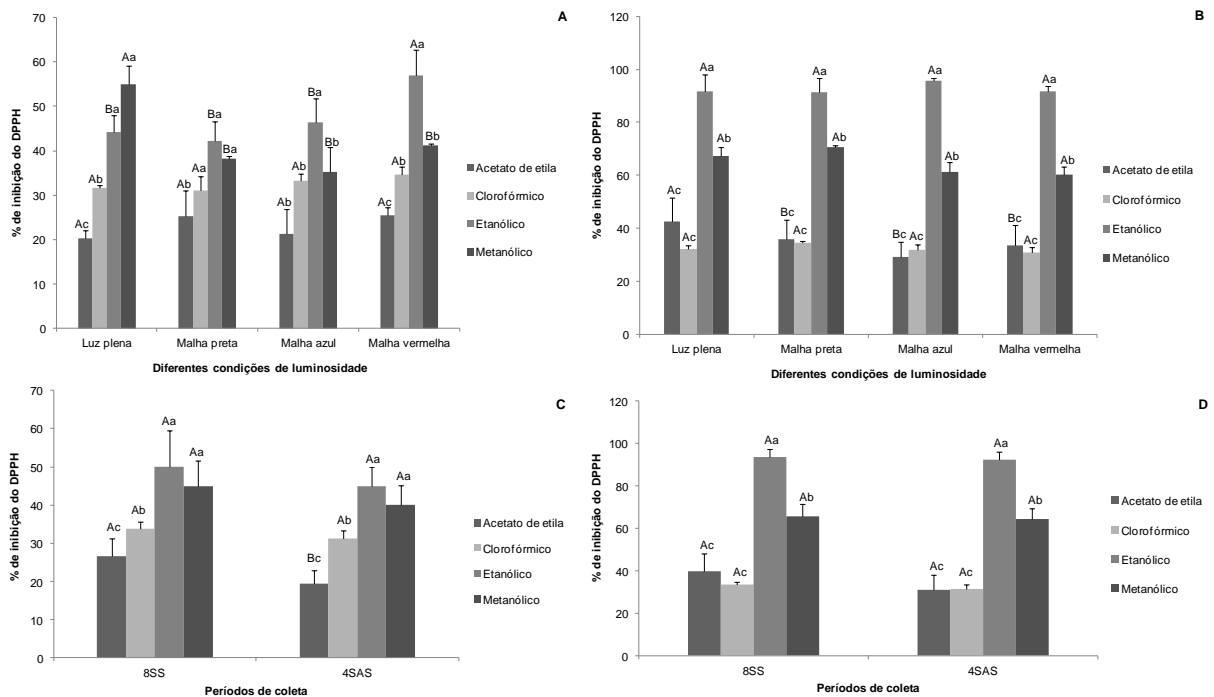 A
% de inibição do DPPH
70
60
50
40
30
20
10
0
Ac
Ab
Ba
Aa
Ab
Aa
Ba
Ba
Ab
Ab
Ba
Bb
Ac
Ab
Aa
Bb
Luz plena
Malha preta
Malha azul
Malha vermelha
Diferentes condições de luminosidade
Acetato de etila
Clorofórmico
Etanólico
Metanólico
B
% de inibição do DPPH
120
100
80
60
40
20
0
Ac
Ac
Aa
Ab
Bc
Ac
Aa
Ab
Bc
Ac
Aa
Ab
Bc
Ac
Aa
Ab
Luz plena
Malha preta
Malha azul
Malha vermelha
Diferentes condições de luminosidade
Acetato de etila
Clorofórmico
Etanólico
Metanólico
C
% de inibição do DPPH
70
60
50
40
30
20
10
0
Ac
Ab
Aa
Aa
Bc
Ab
Aa
Aa
8SS
4SAS
Períodos de coleta
Acetato de etila
Clorofórmico
Etanólico
Metanólico
D
% de inibição do DPPH
120
100
80
60
40
20
0
Ac
Ac
Aa
Ab
Ac
Ac
Aa
Ab
8SS
4SAS
Períodos de coleta
Acetato de etila
Clorofórmico
Etanólico
Metanólico